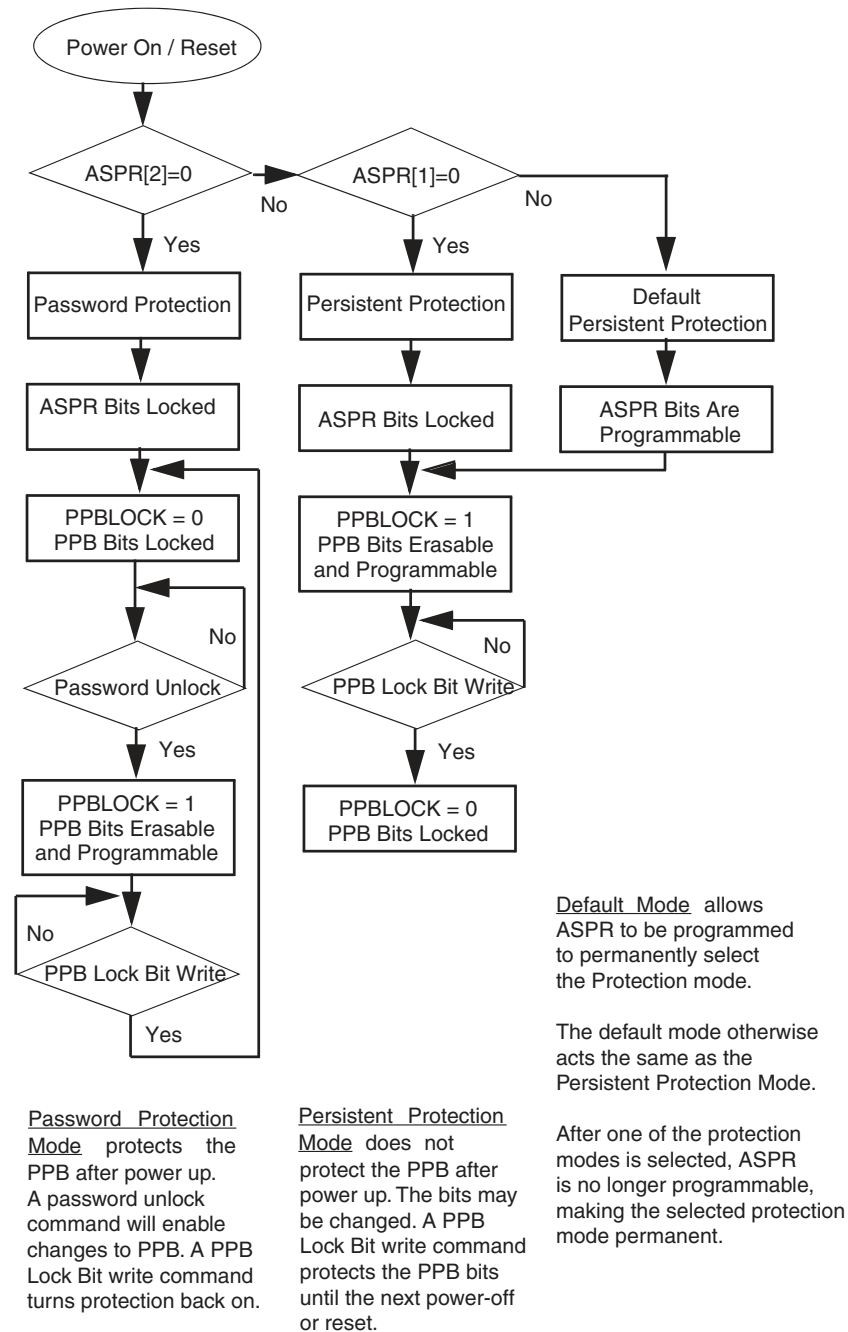 Power On / Reset
ASPR[2]=0
No
Yes
ASPR[1]=0
No
Yes
Password Protection
ASPR Bits Locked
PPBLOCK = 0
PPB Bits Locked
No
Password Unlock
Yes
PPBLOCK = 1
PPB Bits Erasable
and Programmable
No
PPB Lock Bit Write
Yes
Persistent Protection
ASPR Bits Locked
PPBLOCK = 1
PPB Bits Erasable
and Programmable
No
PPB Lock Bit Write
Yes
PPBLOCK = 0
PPB Bits Locked
Default
Persistent Protection
ASPR Bits Are
Programmable
Password Protection
Mode protects the
PPB after power up.
A password unlock
command will enable
changes to PPB. A PPB
Lock Bit write command
turns protection back on.
Persistent Protection
Mode does not
protect the PPB after
power up. The bits may
be changed. A PPB
Lock Bit write command
protects the PPB bits
until the next power-off
or reset.
Default Mode allows
ASPR to be programmed
to permanently select
the Protection mode.
The default mode otherwise
acts the same as the
Persistent Protection Mode.
After one of the protection
modes is selected, ASPR
is no longer programmable,
making the selected protection
mode permanent.